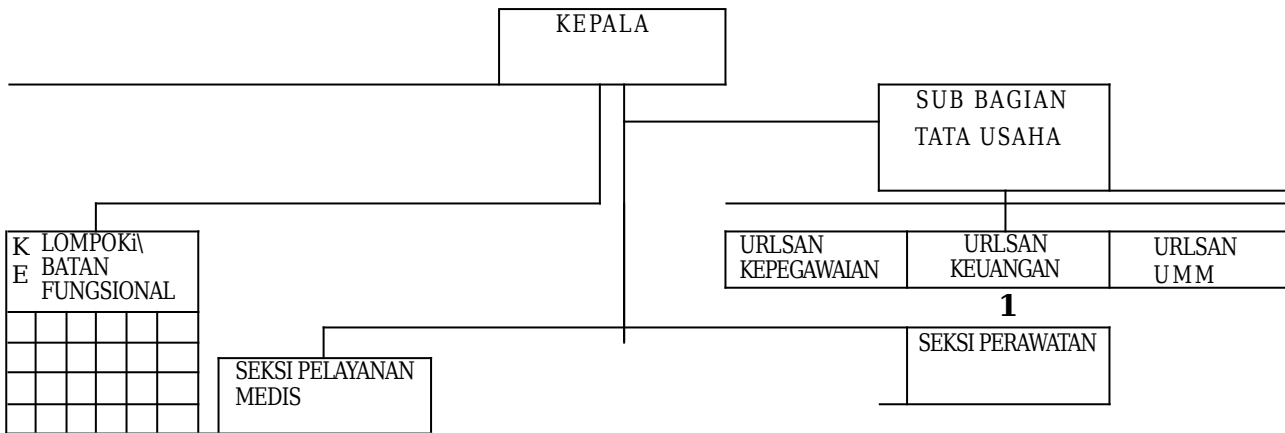 KEPALA
SUB BAGIAN
TATA USAHA
K LOMPOKi\
E BATAN
FUNGSIONAL
URLSAN
KEPEGAWAIAN
URLSAN
KEUANGAN
URLSAN
UMM
1
SEKSI PELAYANAN
MEDIS
SEKSI PERAWATAN